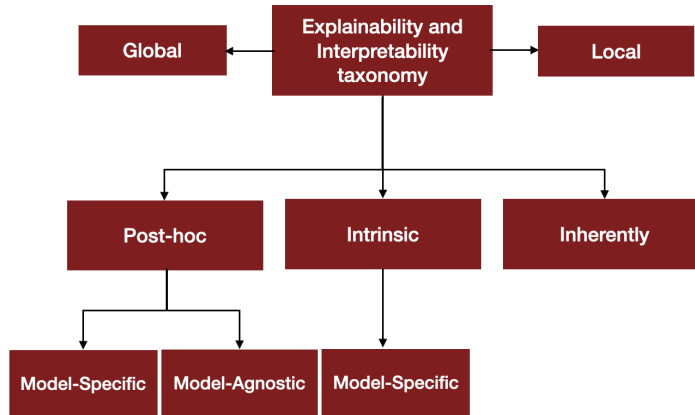 Explainability and
Interpretability
taxonomy
Global
Local
Post-hoc
Intrinsic
Inherently
Model-Specific
Model-Agnostic
Model-Specific